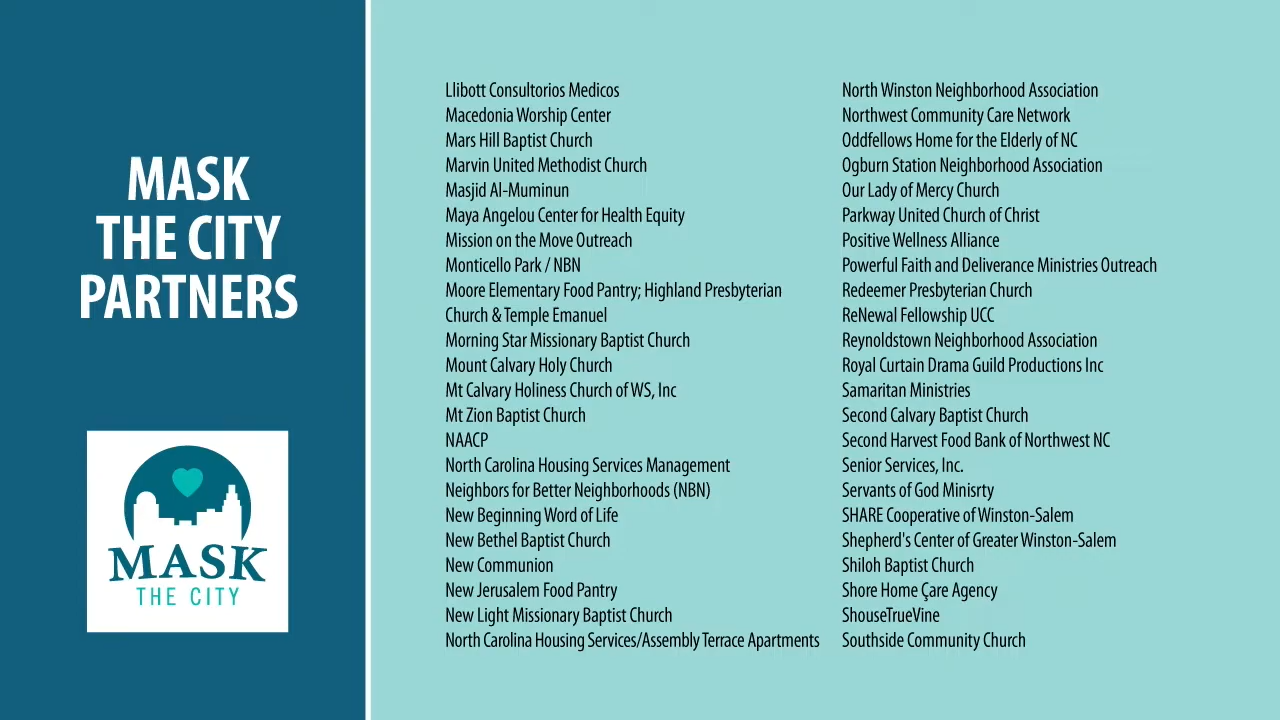 MASK
THE CITY
PARTNERS
MASK
THE CITY
Llibott Consultorios Medicos
Macedonia Worship Center
Mars Hill Baptist Church
Marvin United Methodist Church
Masjid Al-Muminun
Maya Angelou Center for Health Equity
Mission on the Move Outreach
Monticello Park / NBN
Moore Elementary Food Pantry; Highland Presbyterian
Church & Temple Emanuel
Morning Star Missionary Baptist Church
Mount Calvary Holy Church
Mt Calvary Holiness Church of WS, Inc
Mt Zion Baptist Church
NAACP
North Carolina Housing Services Management
Neighbors for Better Neighborhoods (NBN)
New Beginning Word of Life
New Bethel Baptist Church
New Communion
New Jerusalem Food Pantry
New Light Missionary Baptist Church
North Carolina Housing Services/Assembly Terrace Apartments
North Winston Neighborhood Association
Northwest Community Care Network
Oddfellows Home for the Elderly of NC
Ogburn Station Neighborhood Association
Our Lady of Mercy Church
Parkway United Church of Christ
Positive Wellness Alliance
Powerful Faith and Deliverance Ministries Outreach
Redeemer Presbyterian Church
ReNewal Fellowship UCC
Reynoldstown Neighborhood Association
Royal Curtain Drama Guild Productions Inc
Samaritan Ministries
Second Calvary Baptist Church
Second Harvest Food Bank of Northwest NC
Senior Services, Inc.
Servants of God Minisrty
SHARE Cooperative of Winston-Salem
Shepherd's Center of Greater Winston-Salem
Shiloh Baptist Church
Shore Home Çare Agency
ShouseTrueVine
Southside Community Church